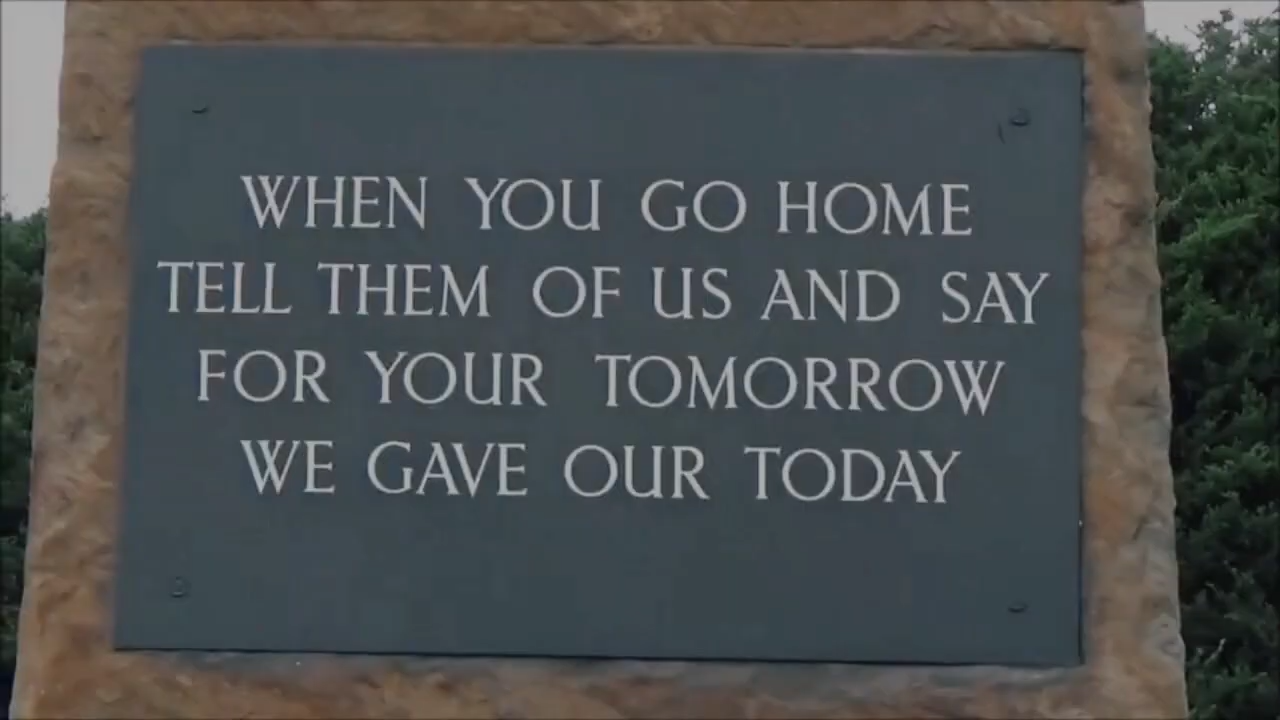 WHEN YOU GO HOME
TELL THEM OF US AND SAY
FOR YOUR TOMORROW
WE GAVE OUR TODAY